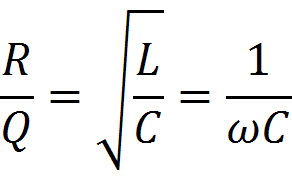 R/Q = √(L/C) = 1/(ωC)